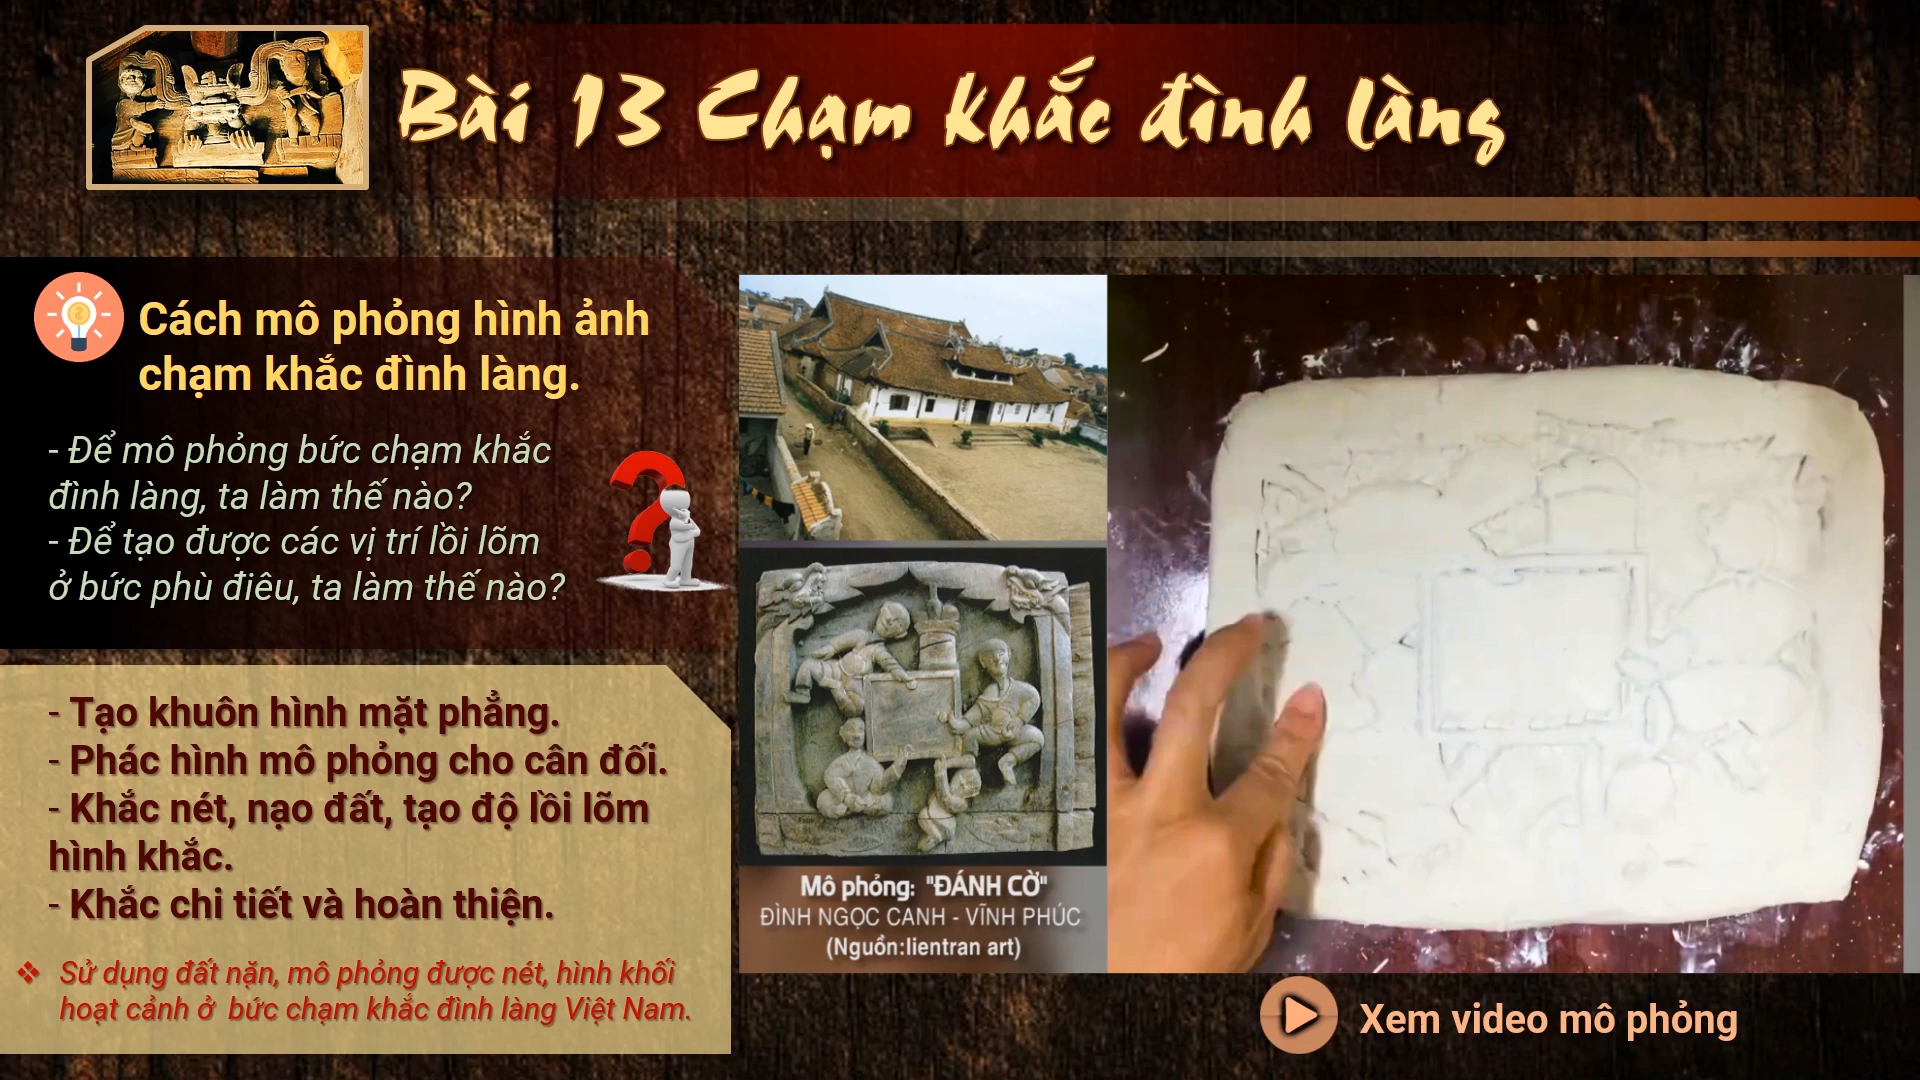 Bài 13 Chạm khắc đình làng
Cách mô phỏng hình ảnh
chạm khắc đình làng.
- Để mô phỏng bức chạm khắc
đình làng, ta làm thế nào?
- Để tạo được các vị trí lồi lõm
ở bức phù điêu, ta làm thế nào?
- Tạo khuôn hình mặt phẳng.
- Phác hình mô phỏng cho cân đối.
- Khắc nét, nạo đất, tạo độ lồi lõm
hình khắc.
- Khắc chi tiết và hoàn thiện.
❖ Sử dụng đất nặn, mô phỏng được nét, hình khối
hoạt cảnh ở bức chạm khắc đình làng Việt Nam.
Mô phỏng: "ĐÁNH CỜ"
ĐÌNH NGỌC CANH - VĨNH PHÚC
(Nguồn:lientran art)
Xem video mô phỏng